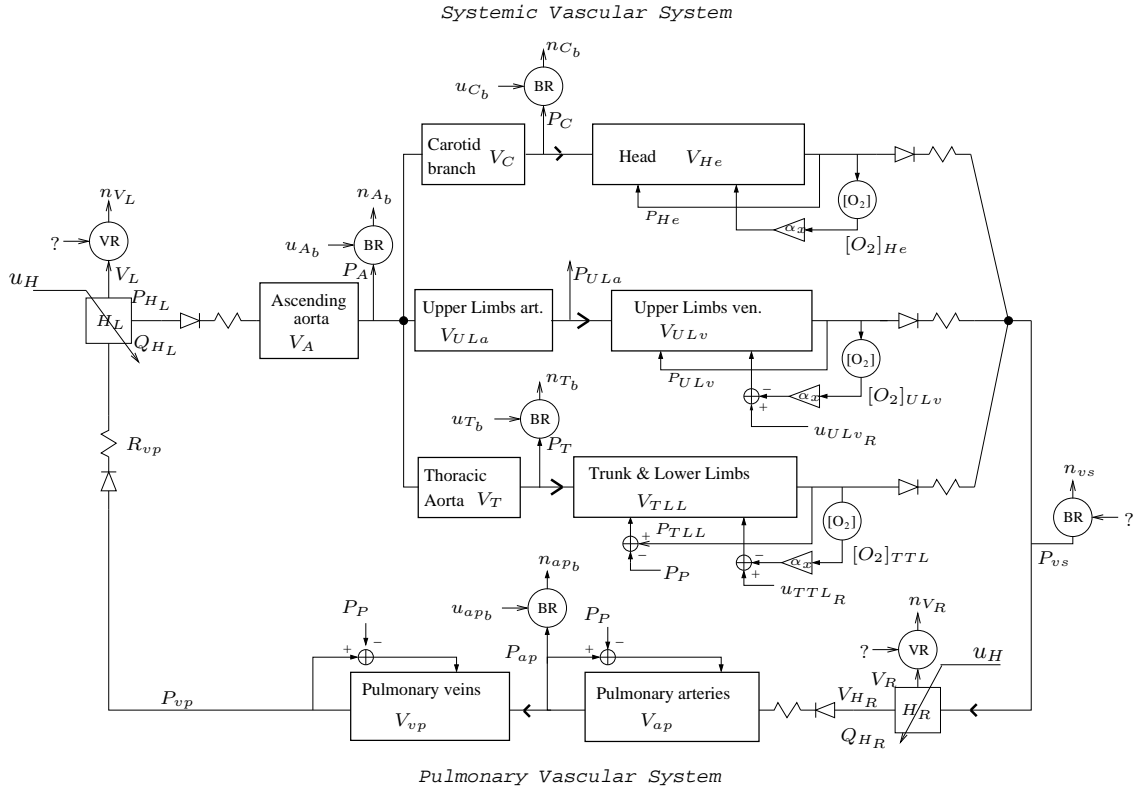 Systemic Vascular System
n_{C_b}
u_{C_b}
BR
P_C
Carotid
branch V_C
Head V_{He}
n_{V_L}
n_{A_b}
[O_2]
P_{He}
α_x
? VR
u_{A_b}
BR
[O_2]_{He}
V_L
P_A
P_{ULa}
u_H
P_{H_L}
Ascending
aorta
V_A
Upper Limbs art.
V_{ULa}
Upper Limbs ven.
V_{ULv}
H_L
Q_{H_L}
[O_2]
P_{ULv}
n_{T_b}
−
+
α_x
[O_2]_{ULv}
u_{T_b}
BR
u_{ULv_R}
R_{vp}
P_T
Thoracic
Aorta V_T
Trunk & Lower Limbs
V_{TLL}
n_{vs}
BR
?
[O_2]
P_{TLL}
+
−
−
+
α_x
[O_2]_{TTL}
P_{vs}
P_P
u_{TTL_R}
n_{ap_b}
n_{V_R}
P_P
u_{ap_b}
BR
P_P
+
−
P_{ap}
+
−
? VR
u_H
V_R
P_{vp}
Pulmonary veins
V_{vp}
Pulmonary arteries
V_{ap}
V_{H_R}
H_R
Q_{H_R}
Pulmonary Vascular System